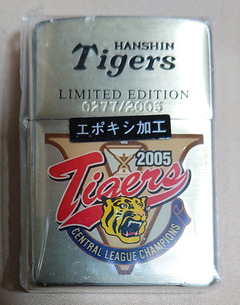 HANSHIN
Tigers
LIMITED EDITION
0277/2005
エポキシ加工
2005
Tigers
CENTRAL LEAGUE CHAMPIONS